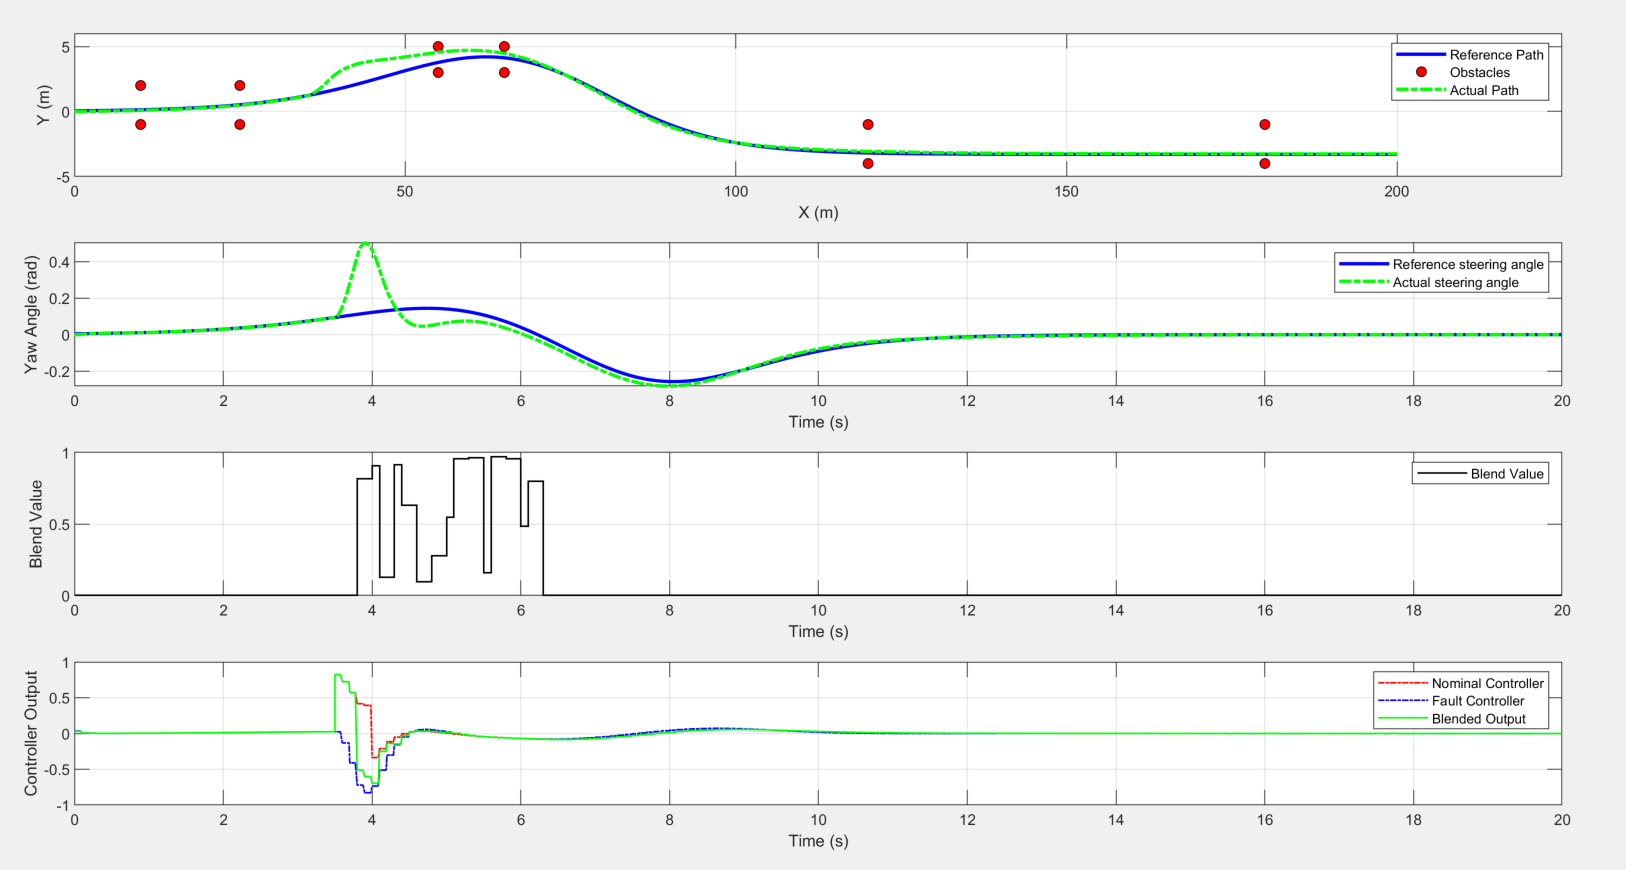 5
0
-5
Y (m)
0 50 100 150 200
X (m)
Reference Path
Obstacles
Actual Path
0.4
0.2
0
-0.2
Yaw Angle (rad)
0 2 4 6 8 10 12 14 16 18 20
Time (s)
Reference steering angle
Actual steering angle
1
0.5
0
Blend Value
0 2 4 6 8 10 12 14 16 18 20
Time (s)
Blend Value
1
0.5
0
-0.5
-1
Controller Output
0 2 4 6 8 10 12 14 16 18 20
Time (s)
Nominal Controller
Fault Controller
Blended Output